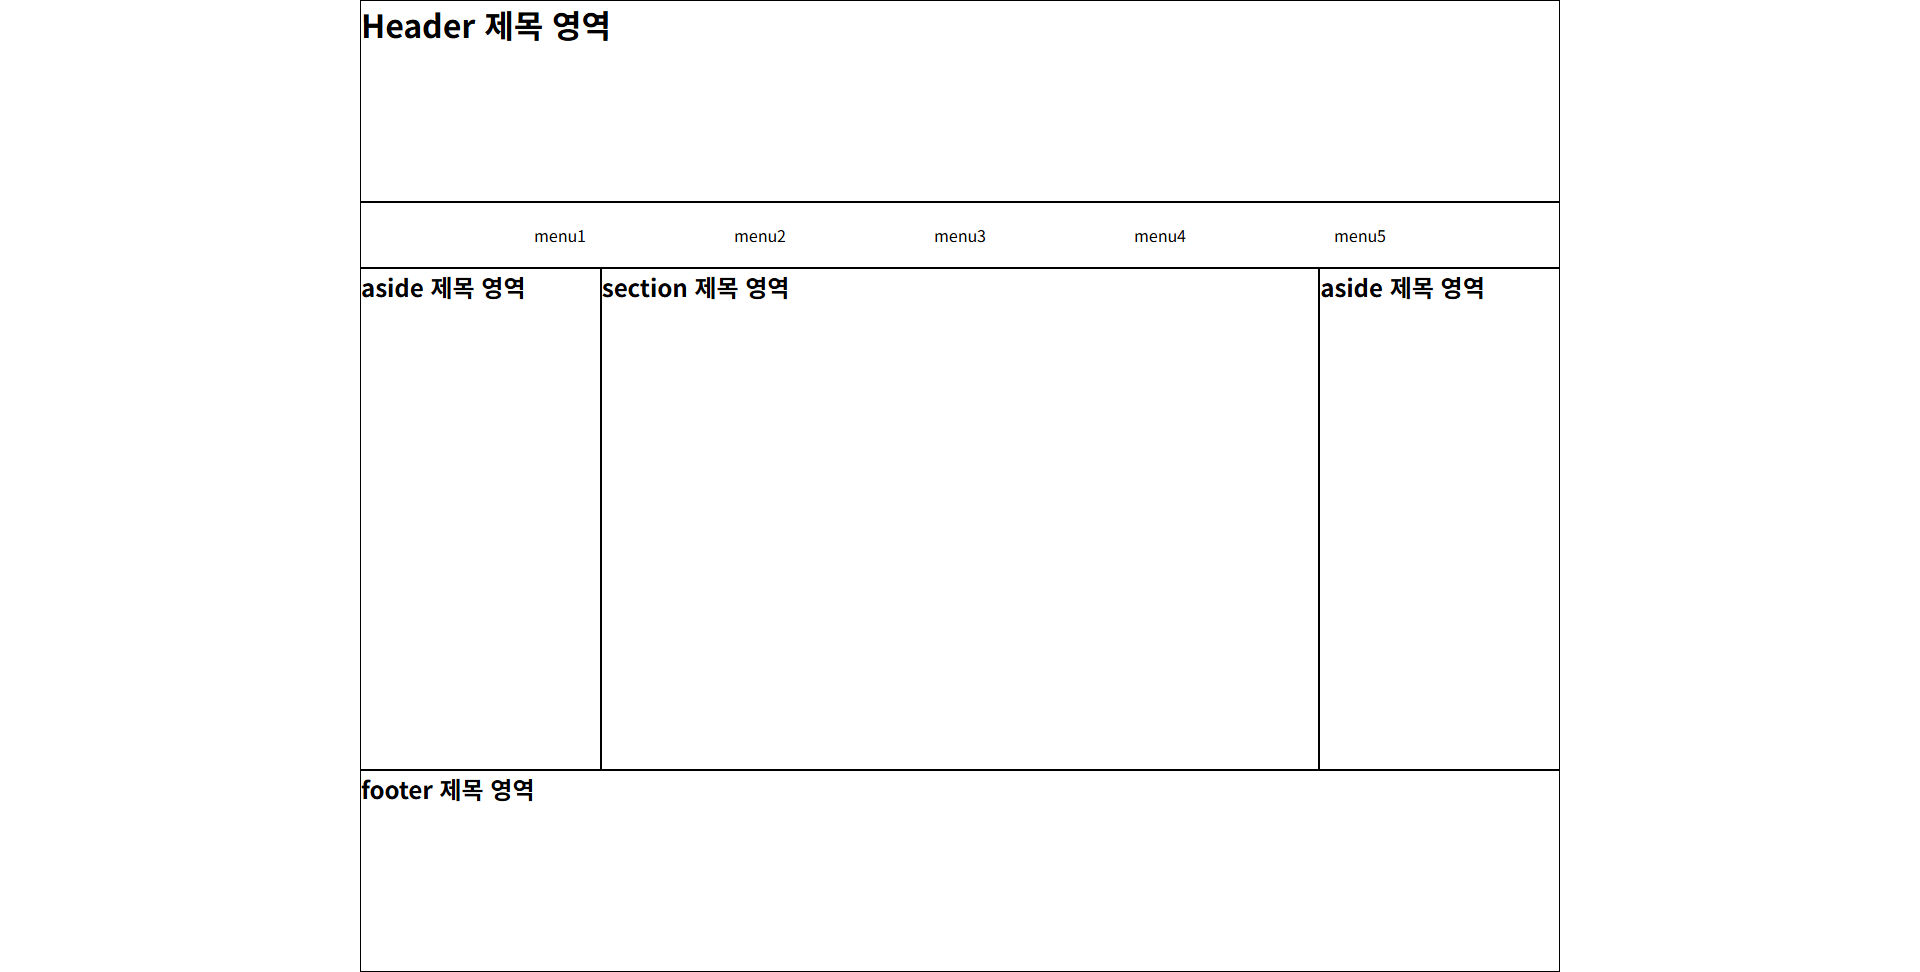 Header 제목 영역
menu1 menu2 menu3 menu4 menu5
aside 제목 영역
section 제목 영역
aside 제목 영역
footer 제목 영역